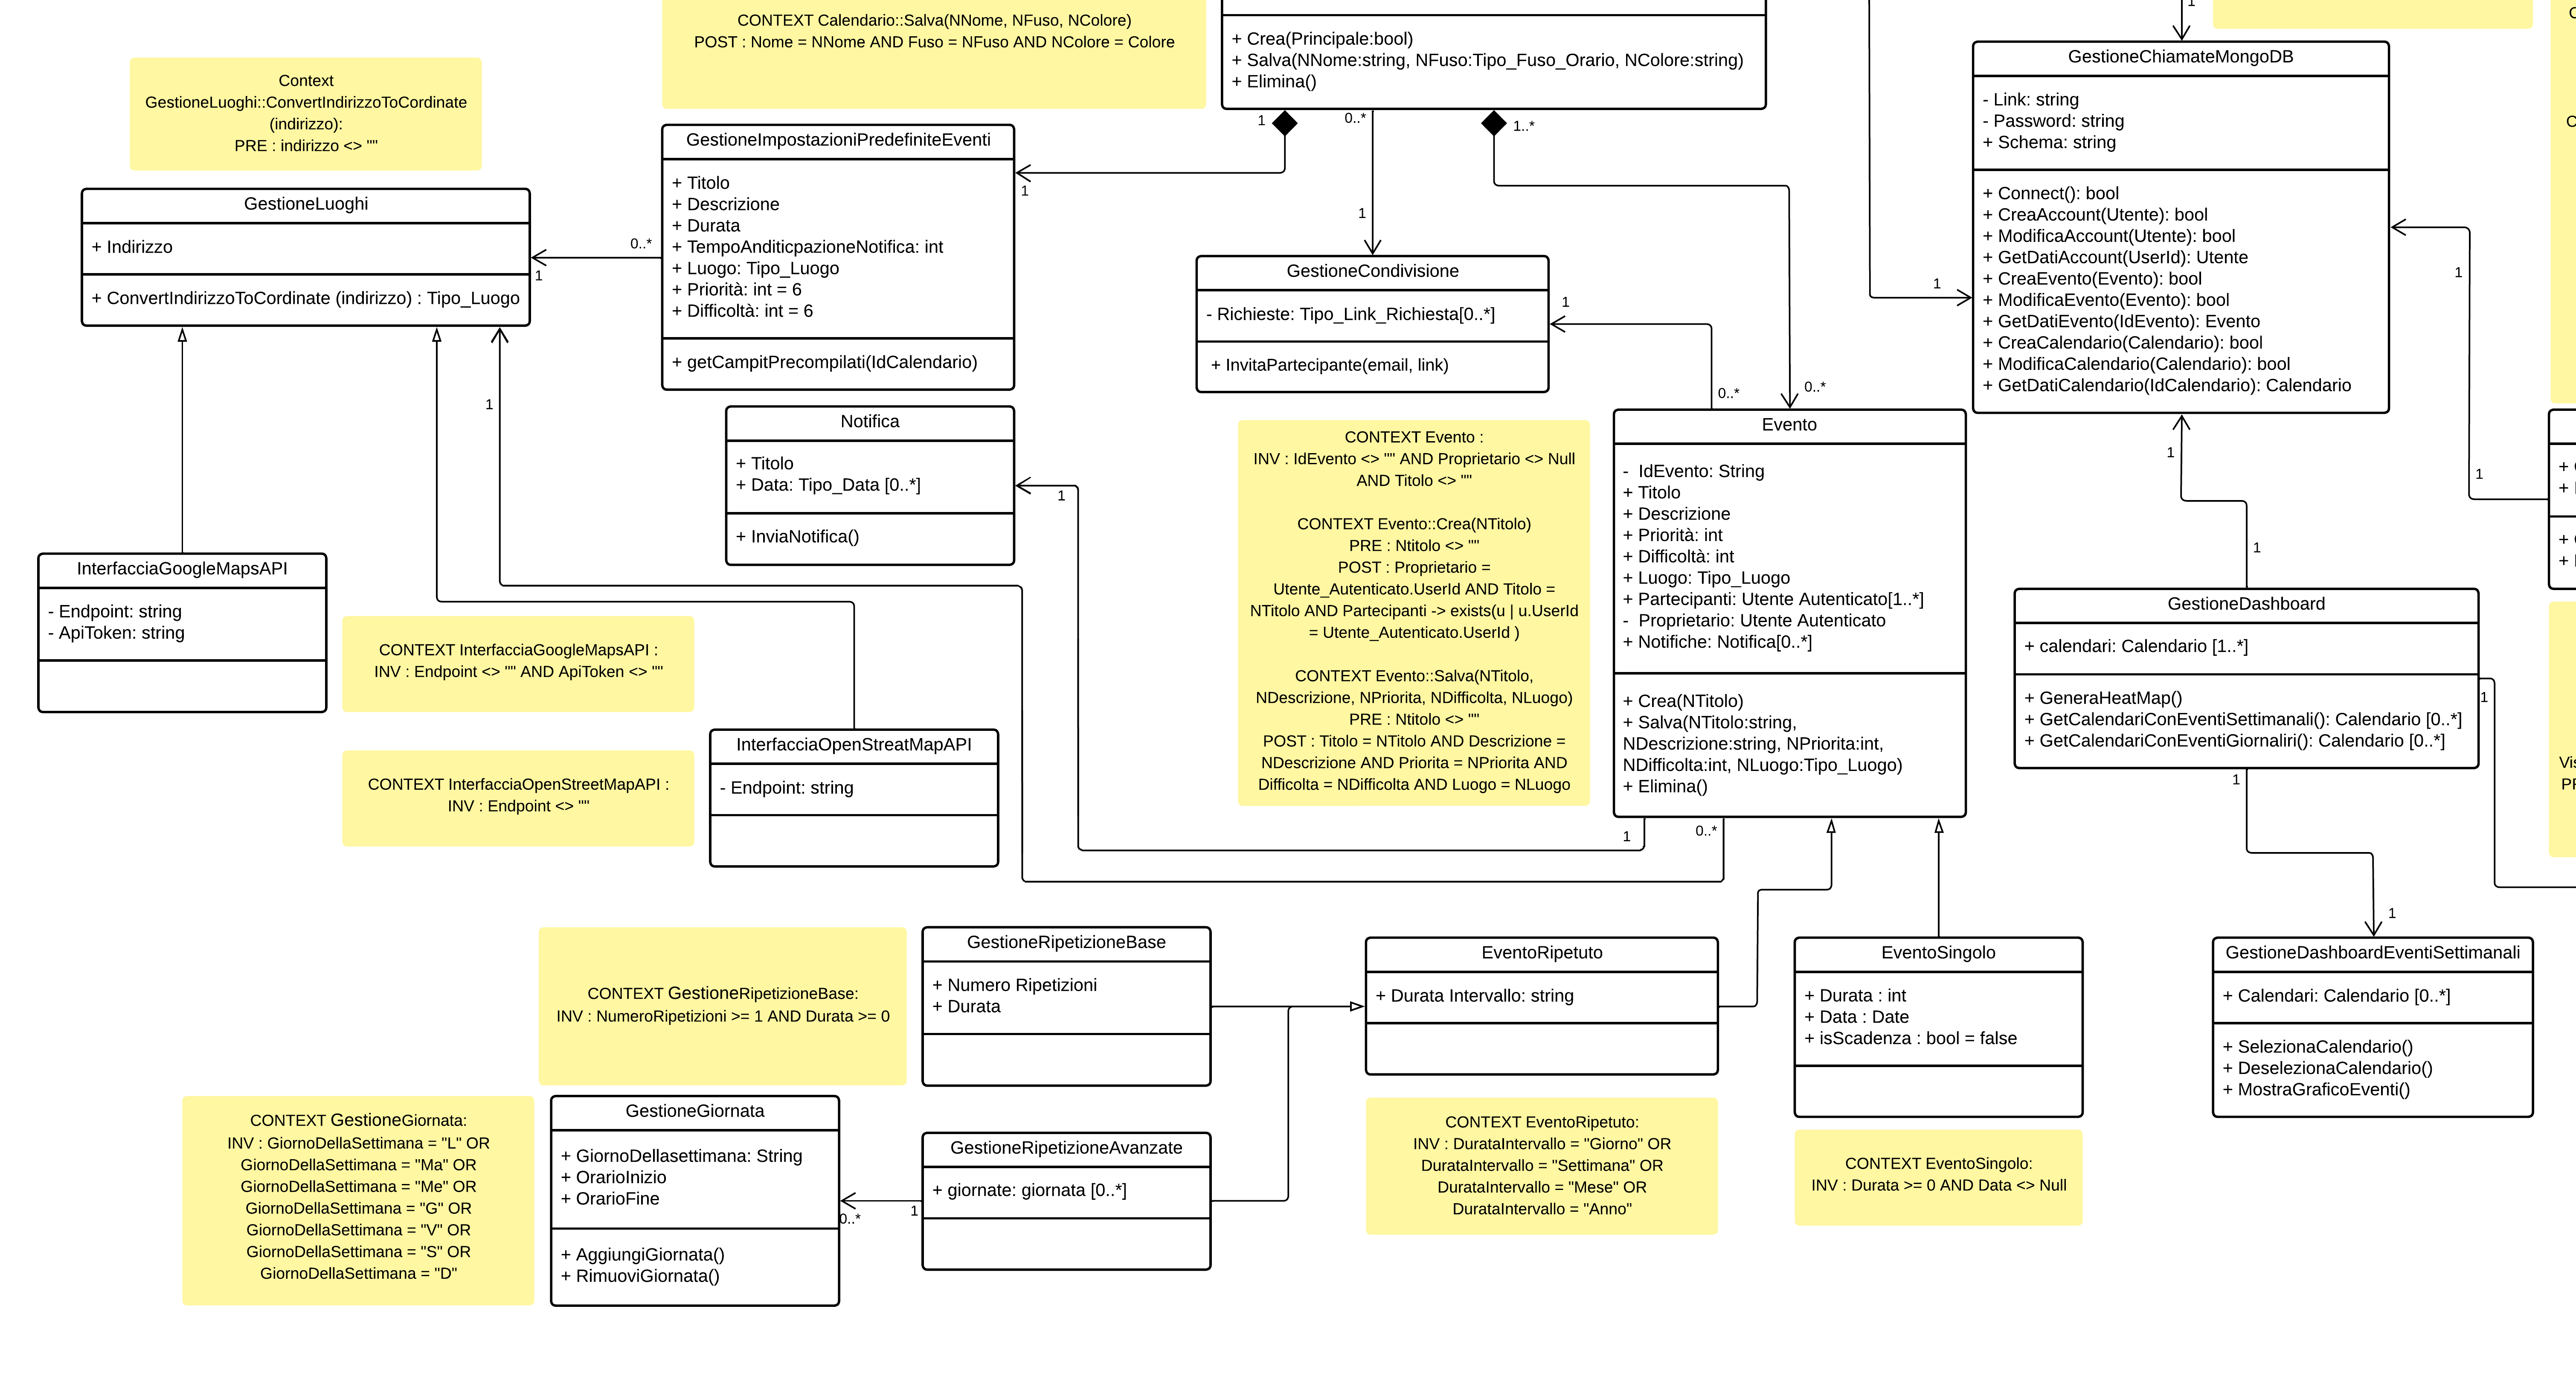 CONTEXT Calendario::Salva(NNome, NFuso, NColore)
POST : Nome = NNome AND Fuso = NFuso AND NColore = Colore
+ Crea(Principale:bool)
+ Salva(NNome:string, NFuso:Tipo_Fuso_Orario, NColore:string)
+ Elimina()
1
0..*
1..*
1
Context
GestioneLuoghi::ConvertIndirizzoToCordinate
(indirizzo):
PRE : indirizzo <> ""
GestioneLuoghi
+ Indirizzo
+ ConvertIndirizzoToCordinate (indirizzo) : Tipo_Luogo
0..*
1
1
GestioneImpostazioniPredefiniteEventi
+ Titolo
+ Descrizione
+ Durata
+ TempoAnditicpazioneNotifica: int
+ Luogo: Tipo_Luogo
+ Priorità: int = 6
+ Difficoltà: int = 6
+ getCampitPrecompilati(IdCalendario)
1
1
GestioneCondivisione
- Richieste: Tipo_Link_Richiesta[0..*]
+ InvitaPartecipante(email, link)
1
0..*
0..*
GestioneChiamateMongoDB
- Link: string
- Password: string
+ Schema: string
+ Connect(): bool
+ CreaAccount(Utente): bool
+ ModificaAccount(Utente): bool
+ GetDatiAccount(UserId): Utente
+ CreaEvento(Evento): bool
+ ModificaEvento(Evento): bool
+ GetDatiEvento(IdEvento): Evento
+ CreaCalendario(Calendario): bool
+ ModificaCalendario(Calendario): bool
+ GetDatiCalendario(IdCalendario): Calendario
1
1
1
1
1
Notifica
+ Titolo
+ Data: Tipo_Data [0..*]
+ InviaNotifica()
1
CONTEXT Evento :
INV : IdEvento <> "" AND Proprietario <> Null
AND Titolo <> ""
CONTEXT Evento::Crea(NTitolo)
PRE : Ntitolo <> ""
POST : Proprietario =
Utente_Autenticato.UserId AND Titolo =
NTitolo AND Partecipanti -> exists(u | u.UserId
= Utente_Autenticato.UserId )
CONTEXT Evento::Salva(NTitolo,
NDescrizione, NPriorita, NDifficolta, NLuogo)
PRE : Ntitolo <> ""
POST : Titolo = NTitolo AND Descrizione =
NDescrizione AND Priorita = NPriorita AND
Difficolta = NDifficolta AND Luogo = NLuogo
Evento
- IdEvento: String
+ Titolo
+ Descrizione
+ Priorità: int
+ Difficoltà: int
+ Luogo: Tipo_Luogo
+ Partecipanti: Utente Autenticato[1..*]
- Proprietario: Utente Autenticato
+ Notifiche: Notifica[0..*]
+ Crea(NTitolo)
+ Salva(NTitolo:string,
NDescrizione:string, NPriorita:int,
NDifficolta:int, NLuogo:Tipo_Luogo)
+ Elimina()
1
0..*
InterfacciaGoogleMapsAPI
- Endpoint: string
- ApiToken: string
CONTEXT InterfacciaGoogleMapsAPI :
INV : Endpoint <> "" AND ApiToken <> ""
CONTEXT InterfacciaOpenStreetMapAPI :
INV : Endpoint <> ""
InterfacciaOpenStreatMapAPI
- Endpoint: string
GestioneDashboard
+ calendari: Calendario [1..*]
+ GeneraHeatMap()
+ GetCalendariConEventiSettimanali(): Calendario [0..*]
+ GetCalendariConEventiGiornaliri(): Calendario [0..*]
1
1
1
CONTEXT GestioneRipetizioneBase:
INV : NumeroRipetizioni >= 1 AND Durata >= 0
GestioneRipetizioneBase
+ Numero Ripetizioni
+ Durata
EventoRipetuto
+ Durata Intervallo: string
EventoSingolo
+ Durata : int
+ Data : Date
+ isScadenza : bool = false
GestioneDashboardEventiSettimanali
+ Calendari: Calendario [0..*]
+ SelezionaCalendario()
+ DeselezionaCalendario()
+ MostraGraficoEventi()
1
CONTEXT GestioneGiornata:
INV : GiornoDellaSettimana = "L" OR
GiornoDellaSettimana = "Ma" OR
GiornoDellaSettimana = "Me" OR
GiornoDellaSettimana = "G" OR
GiornoDellaSettimana = "V" OR
GiornoDellaSettimana = "S" OR
GiornoDellaSettimana = "D"
GestioneGiornata
+ GiornoDellasettimana: String
+ OrarioInizio
+ OrarioFine
+ AggiungiGiornata()
+ RimuoviGiornata()
0..*
1
GestioneRipetizioneAvanzate
+ giornate: giornata [0..*]
CONTEXT EventoRipetuto:
INV : DurataIntervallo = "Giorno" OR
DurataIntervallo = "Settimana" OR
DurataIntervallo = "Mese" OR
DurataIntervallo = "Anno"
CONTEXT EventoSingolo:
INV : Durata >= 0 AND Data <> Null